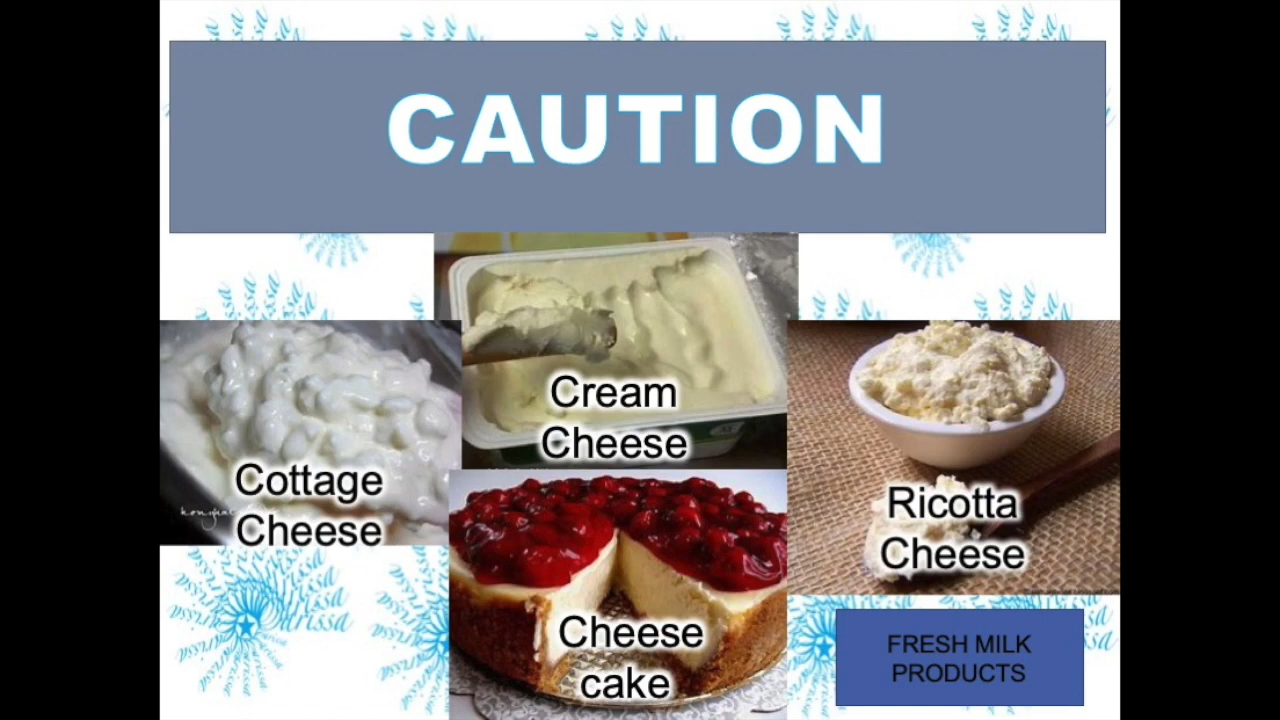 CAUTION
Cream
Cheese
Cottage
Cheese
Ricotta
Cheese
Cheese
cake
FRESH MILK
PRODUCTS